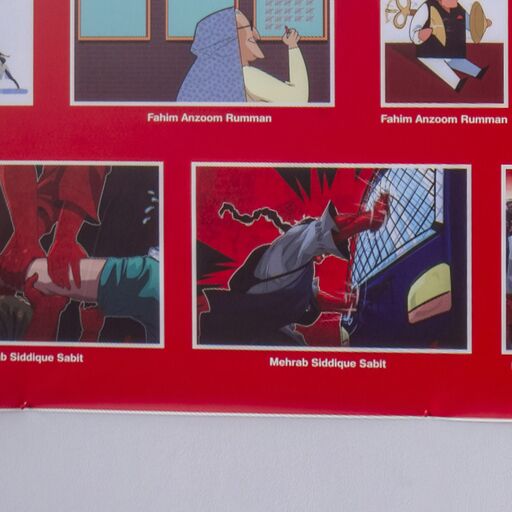 Fahim Anzoom Rumman
Fahim Anzoom Rumman
Siddique Sabit
Mehrab Siddique Sabit